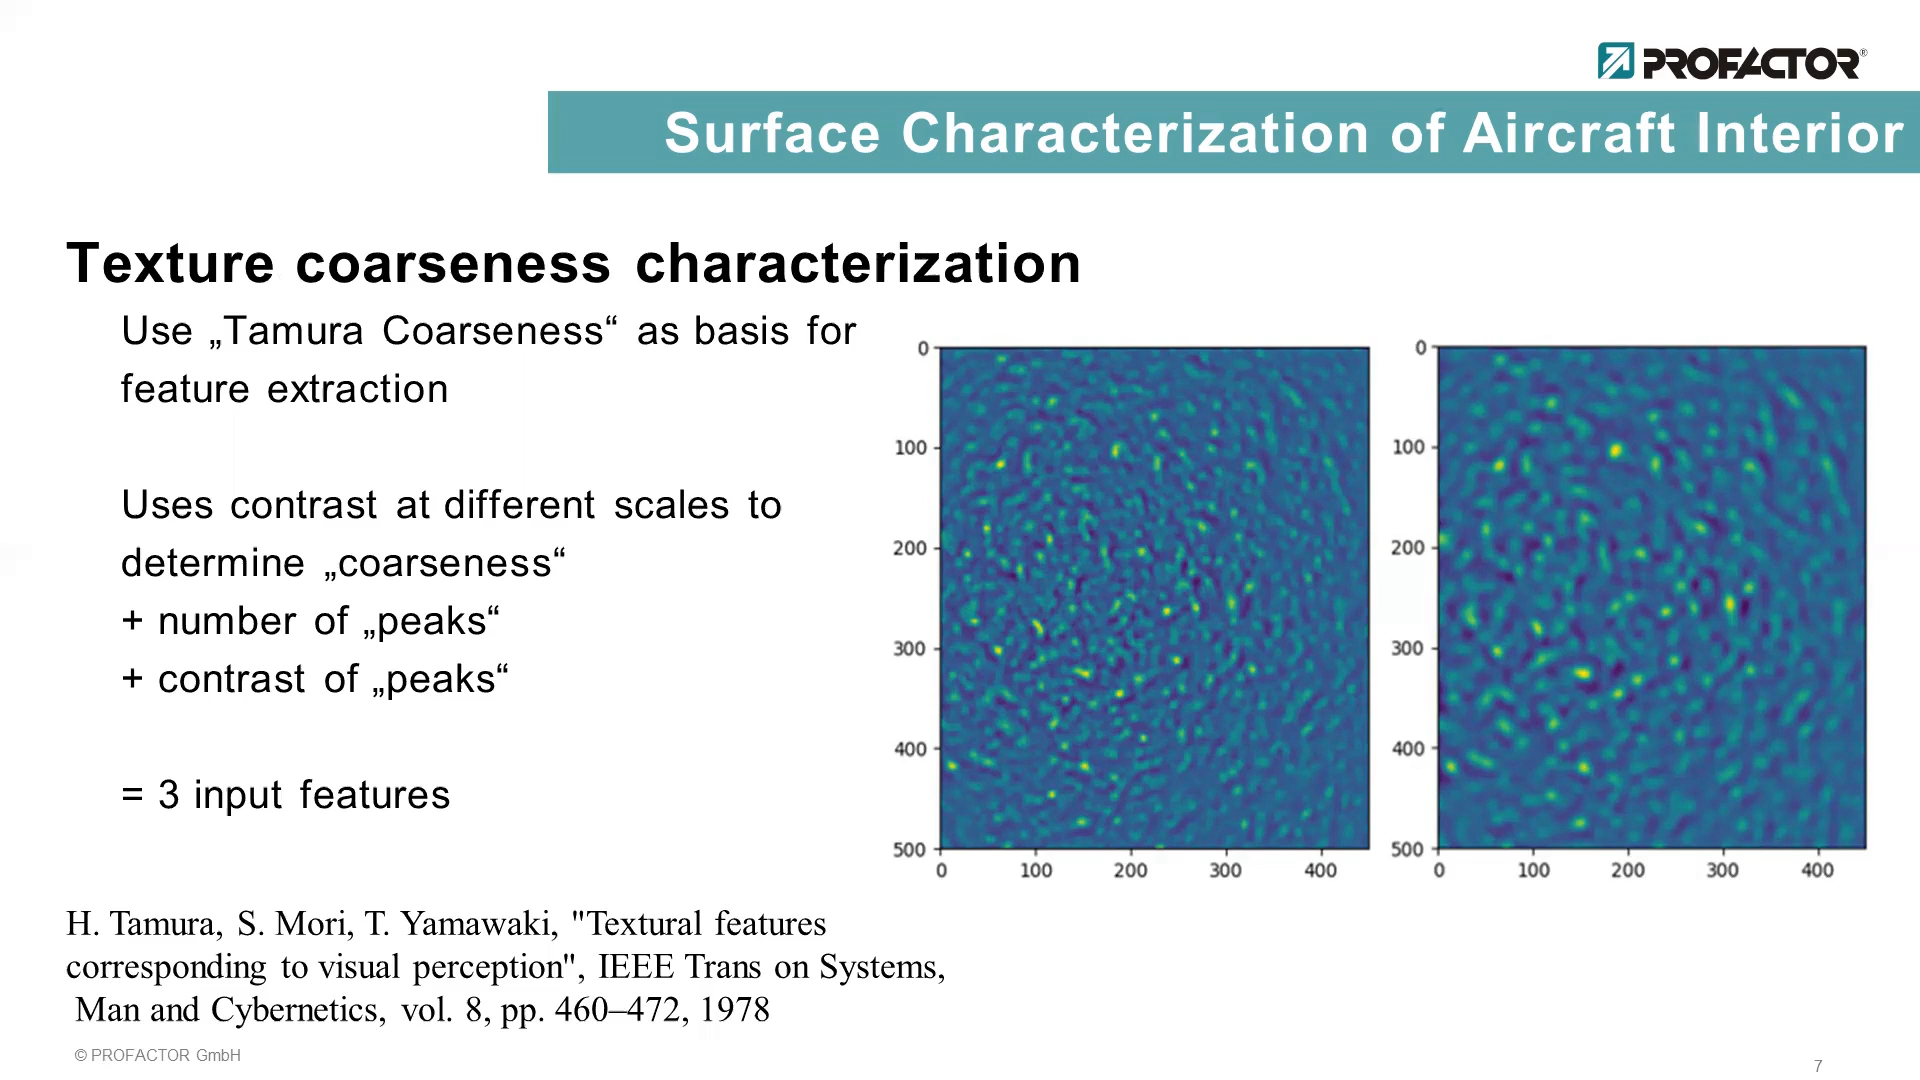 PROFACTOR®
Surface Characterization of Aircraft Interior
Texture coarseness characterization
Use „Tamura Coarseness“ as basis for
feature extraction
Uses contrast at different scales to
determine „coarseness“
+ number of „peaks“
+ contrast of „peaks“
= 3 input features
0
100
200
300
400
500
0 100 200 300 400
0
100
200
300
400
500
0 100 200 300 400
H. Tamura, S. Mori, T. Yamawaki, "Textural features
corresponding to visual perception", IEEE Trans on Systems,
Man and Cybernetics, vol. 8, pp. 460–472, 1978
© PROFACTOR GmbH
7